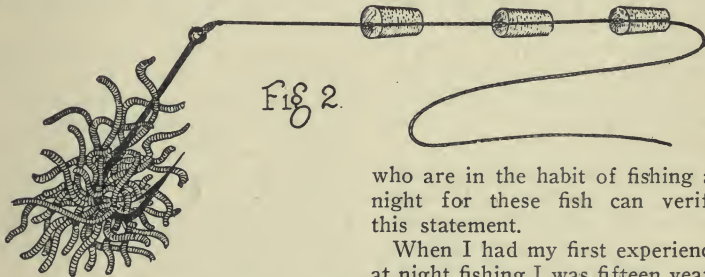 Fig 2.
who are in the habit of fishing a
night for these fish can verif
this statement.
When I had my first experienc
at night fishing I was fifteen year